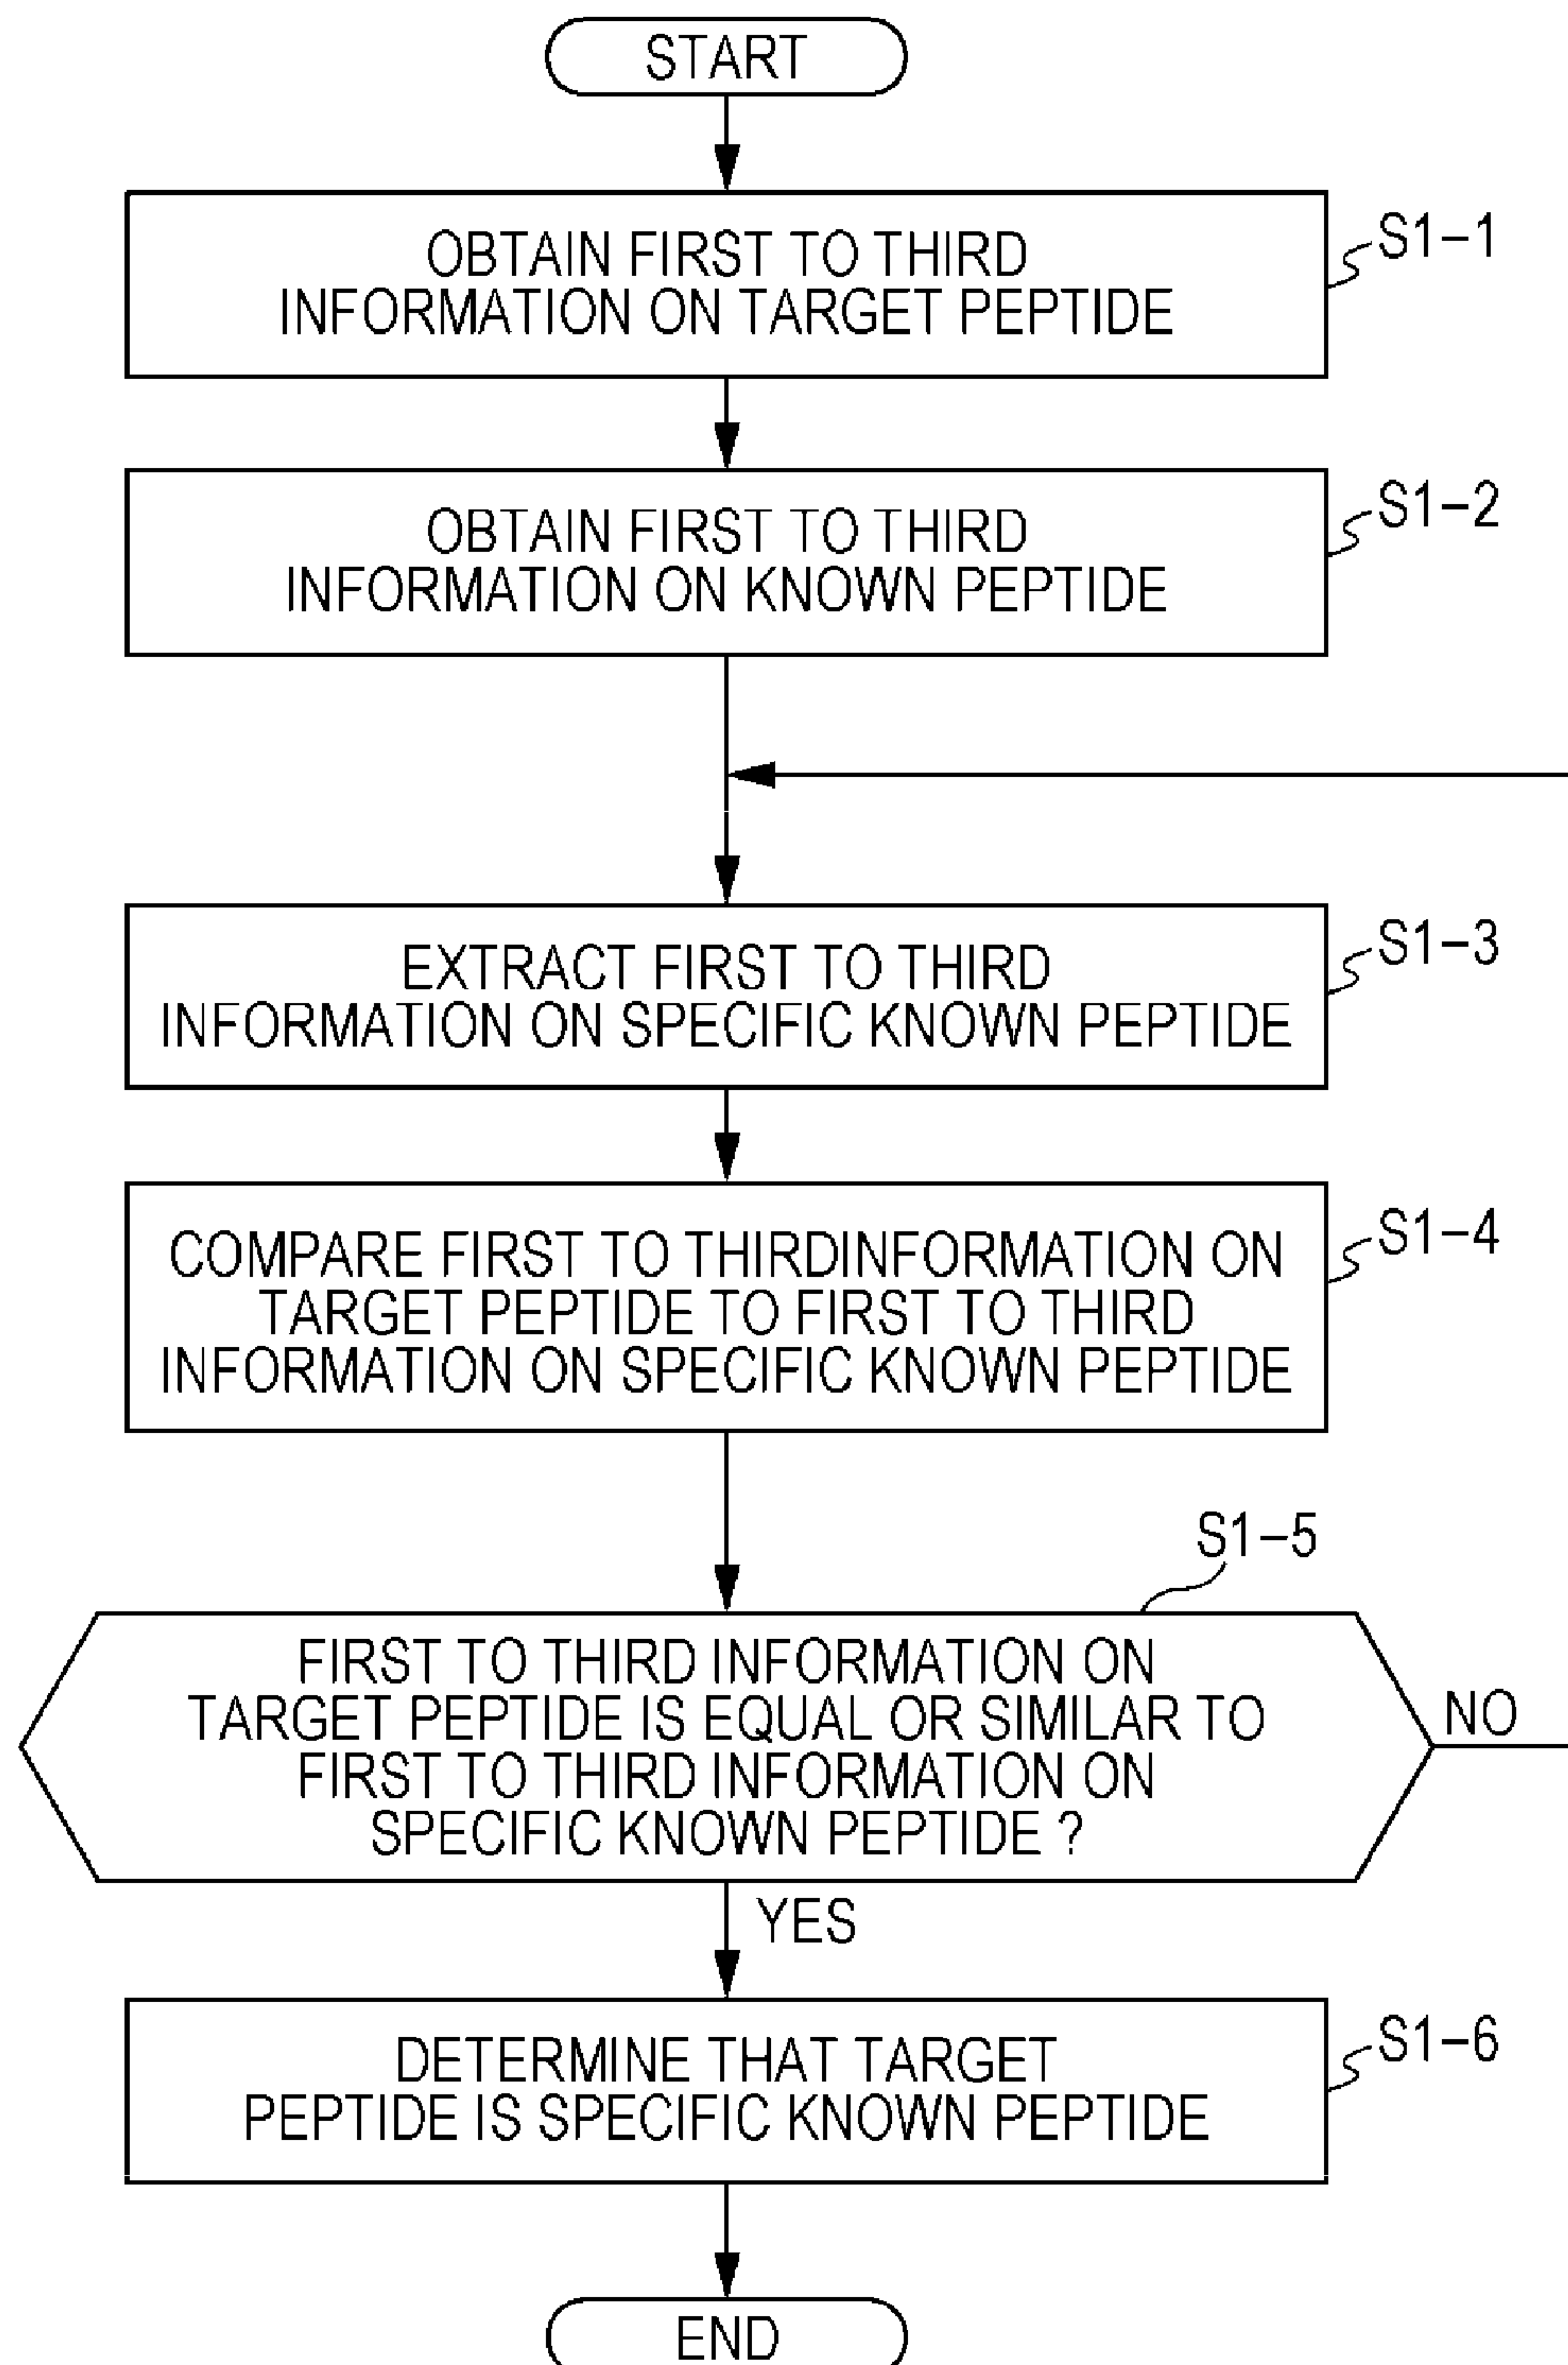 START
OBTAIN FIRST TO THIRD
INFORMATION ON TARGET PEPTIDE
S1-1
OBTAIN FIRST TO THIRD
INFORMATION ON KNOWN PEPTIDE
S1-2
EXTRACT FIRST TO THIRD
INFORMATION ON SPECIFIC KNOWN PEPTIDE
S1-3
COMPARE FIRST TO THIRDINFORMATION ON
TARGET PEPTIDE TO FIRST TO THIRD
INFORMATION ON SPECIFIC KNOWN PEPTIDE
S1-4
S1-5
FIRST TO THIRD INFORMATION ON
TARGET PEPTIDE IS EQUAL OR SIMILAR TO
FIRST TO THIRD INFORMATION ON
SPECIFIC KNOWN PEPTIDE ?
NO
YES
DETERMINE THAT TARGET
PEPTIDE IS SPECIFIC KNOWN PEPTIDE
S1-6
END